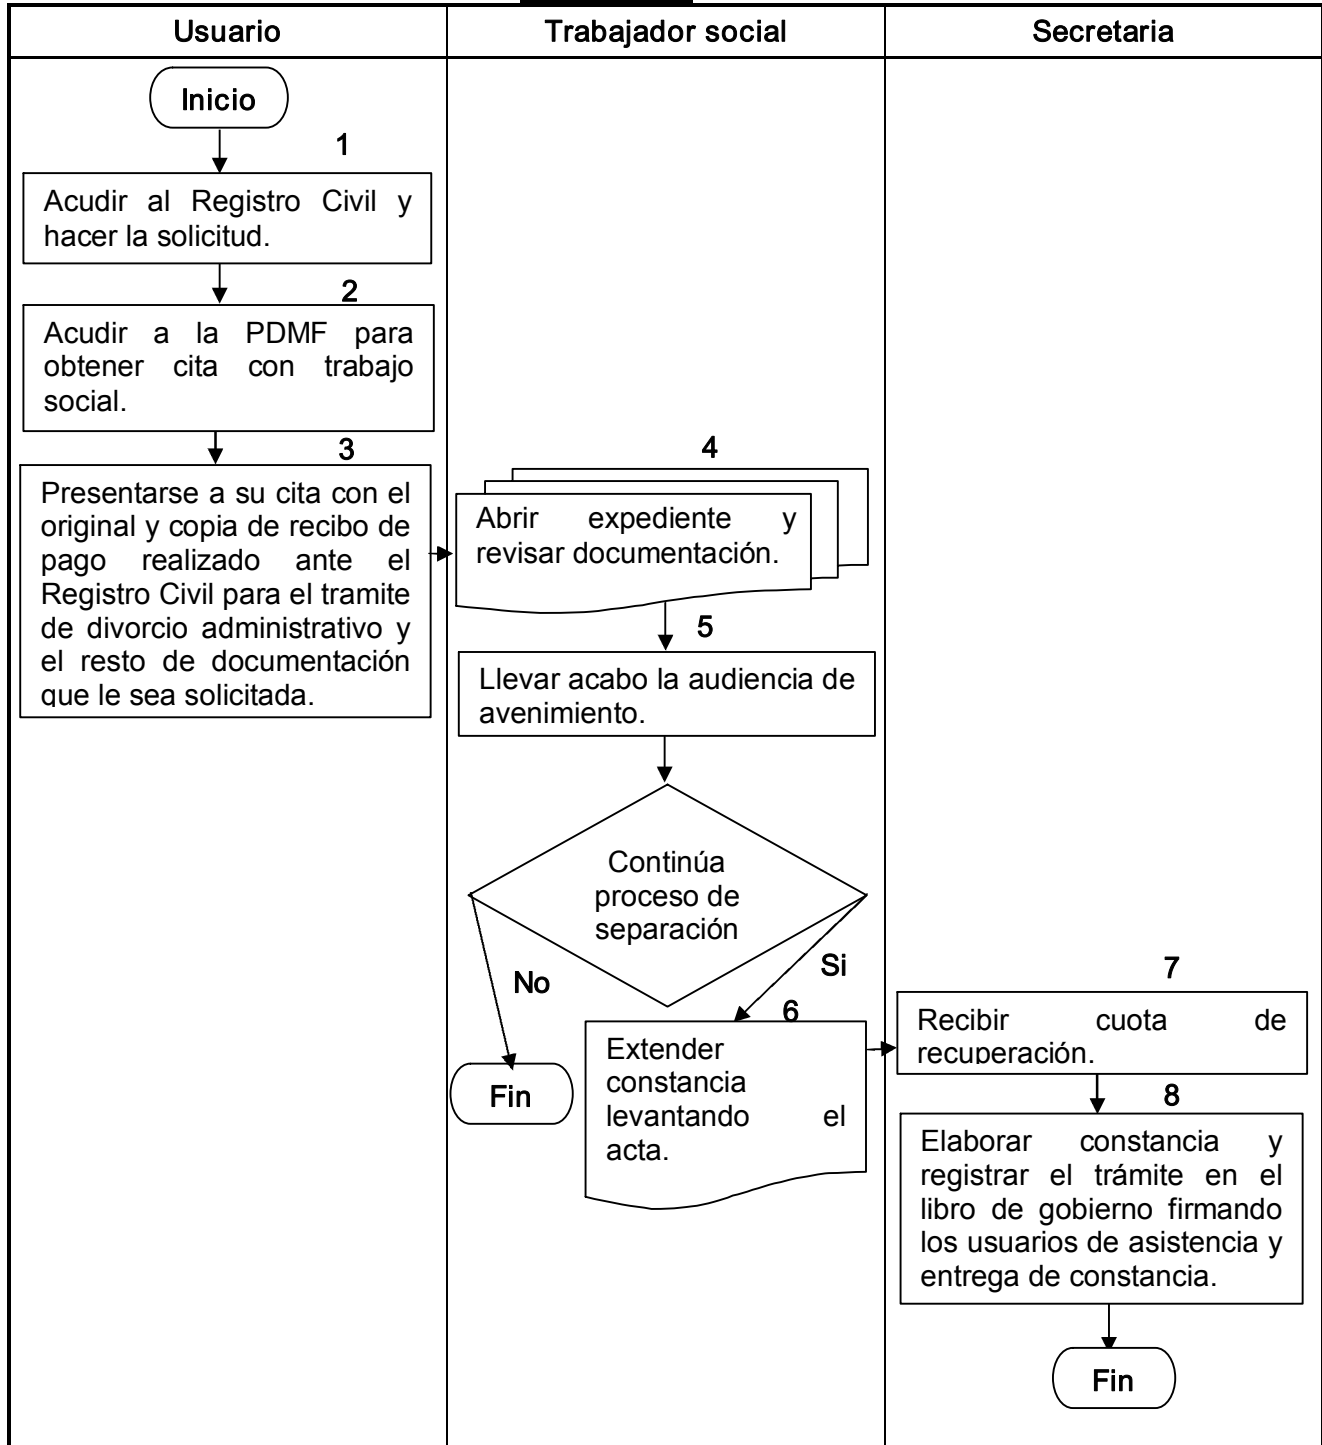 Usuario
Trabajador social
Secretaria
Inicio
1
Acudir al Registro Civil y
hacer la solicitud.
2
Acudir a la PDMF para
obtener cita con trabajo
social.
3
Presentarse a su cita con el
original y copia de recibo de
pago realizado ante el
Registro Civil para el tramite
de divorcio administrativo y
el resto de documentación
que le sea solicitada.
4
Abrir expediente y
revisar documentación.
5
Llevar acabo la audiencia de
avenimiento.
Continúa
proceso de
separación
No
Si
Fin
6
Extender
constancia
levantando el
acta.
7
Recibir cuota de
recuperación.
8
Elaborar constancia y
registrar el trámite en el
libro de gobierno firmando
los usuarios de asistencia y
entrega de constancia.
Fin